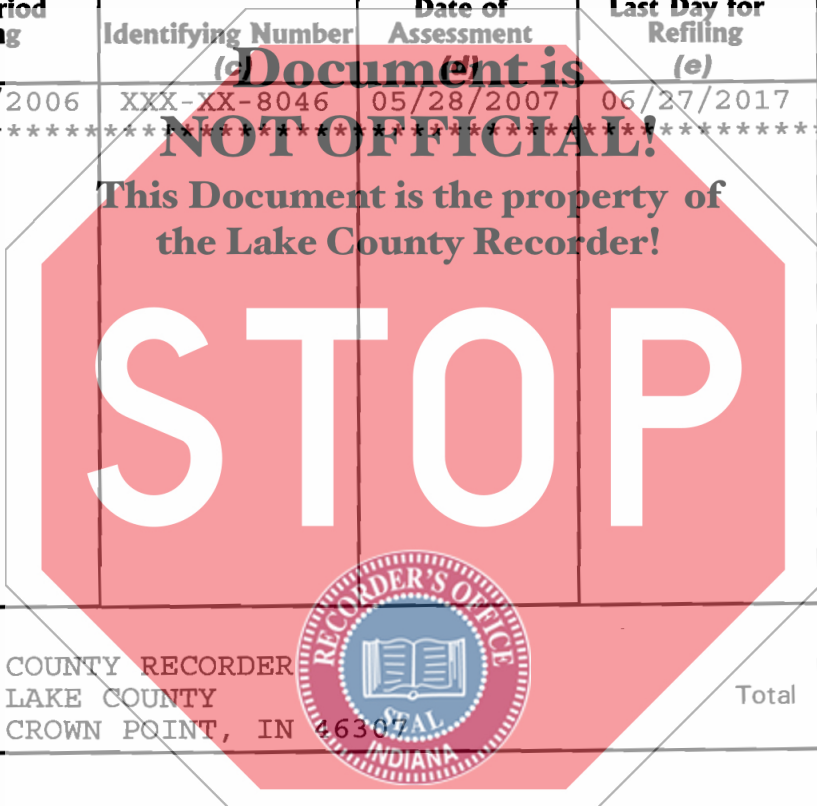 riod Date of Last Day for
g Identifying Number Assessment Refiling
(c) (d) (e)
Document is
2006 XXX-XX-8046 05/28/2007 06/27/2017
****************************************************
NOT OFFICIAL!
This Document is the property of
the Lake County Recorder!
STOP
RECORDER'S OFFICE
SEAL
INDIANA
COUNTY RECORDER
LAKE COUNTY Total
CROWN POINT, IN 46307